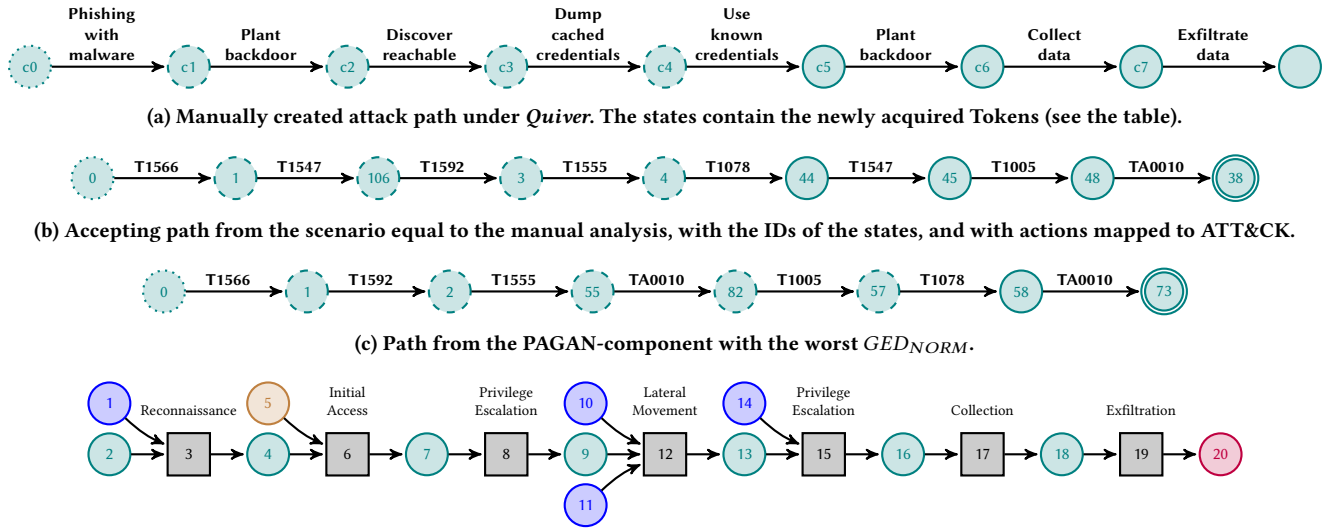 Phishing with malware
Plant backdoor
Discover reachable
Dump cached credentials
Use known credentials
Plant backdoor
Collect data
Exfiltrate data
c0 c1 c2 c3 c4 c5 c6 c7
(a) Manually created attack path under Quiver. The states contain the newly acquired Tokens (see the table).
T1566 T1547 T1592 T1555 T1078 T1547 T1005 TA0010
0 1 106 3 4 44 45 48 38
(b) Accepting path from the scenario equal to the manual analysis, with the IDs of the states, and with actions mapped to ATT&CK.
T1566 T1592 T1555 TA0010 T1005 T1078 TA0010
0 1 2 55 82 57 58 73
(c) Path from the PAGAN-component with the worst GED_NORM.
Reconnaissance
Initial Access
Privilege Escalation
Lateral Movement
Privilege Escalation
Collection
Exfiltration
1 5 10 14
2 3 4 6 7 8 9 12 13 15 16 17 18 19 20
11